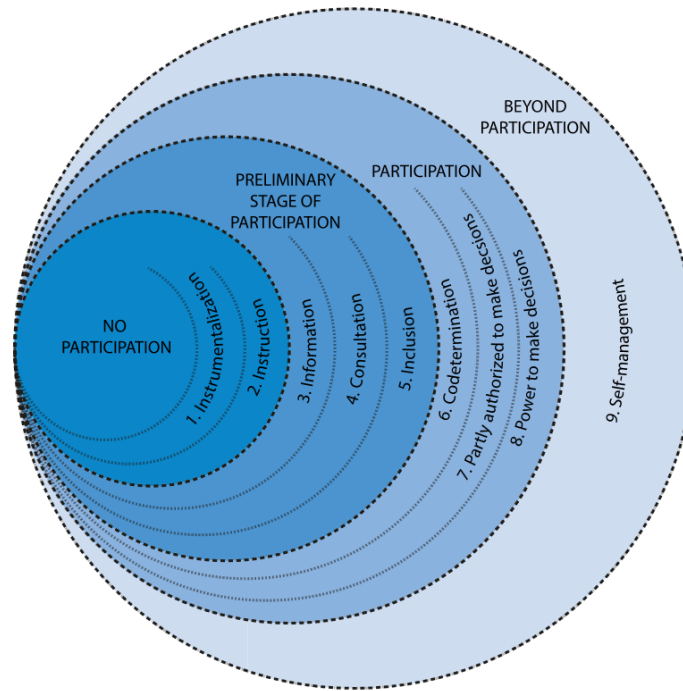 BEYOND
PARTICIPATION
PARTICIPATION
PRELIMINARY
STAGE OF
PARTICIPATION
NO
PARTICIPATION
1. Instrumentalization
2. Instruction
3. Information
4. Consultation
5. Inclusion
6. Codetermination
7. Partly authorized to make decisions
8. Power to make decisions
9. Self-management